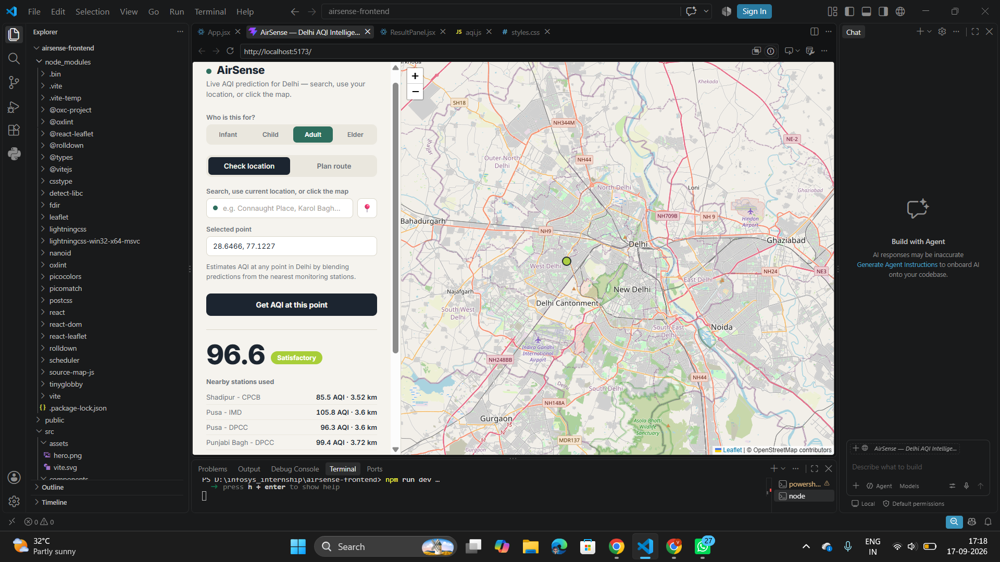 File Edit Selection View Go Run Terminal Help
airsense-frontend
Sign In
Explorer
airsense-frontend
node_modules
.bin
.vite
.vite-temp
@oxc-project
@oxlint
@react-leaflet
@rolldown
@types
@vitejs
csstype
detect-libc
fdir
leaflet
lightningcss
lightningcss-win32-x64-msvc
nanoid
oxlint
picocolors
picomatch
postcss
react
react-dom
react-leaflet
rolldown
scheduler
source-map-js
tinyglobby
vite
{} .package-lock.json
public
src
assets
hero.png
vite.svg
components
Outline
Timeline
App.jsx
AirSense — Delhi AQI Intellige...
ResultPanel.jsx
JS aqi.js
# styles.css
http://localhost:5173/
AirSense
Live AQI prediction for Delhi — search, use your
location, or click the map.
Who is this for?
Infant Child Adult Elder
Check location Plan route
Search, use current location, or click the map
e.g. Connaught Place, Karol Bagh...
Selected point
28.6466, 77.1227
Estimates AQI at any point in Delhi by blending
predictions from the nearest monitoring stations.
Get AQI at this point
96.6 Satisfactory
Nearby stations used
Shadipur - CPCB 85.5 AQI · 3.52 km
Pusa - IMD 105.8 AQI · 3.6 km
Pusa - DPCC 96.3 AQI · 3.6 km
Punjabi Bagh - DPCC 99.4 AQI · 3.72 km
+
−
Khekada
SH18
NH344M
NE-2
Jhajjar
Outer North
Delhi
NH44
North Delhi
Loni
Ghaziabad
NH709B
NH 9
Hindon
Airport
Bahadurgarh
NH9
Delhi
Ghaziabad
West Delhi
NH24
NE3
East Delhi
Najafgarh
New Delhi
Delhi Cantonment
South West
Delhi
South East
Delhi
Noida
Indira Gandhi
International
Airport
NH248BB
NH44
Delhi
South Delhi
NH148A
Gurgaon
15
12
11
Gurgaon
Asola-Bhatti
Wildlife
Sanctuary
MDR137
Leaflet | © OpenStreetMap contributors
Problems Output Debug Console Terminal Ports
PS D:\infosys_internship\airsense-frontend> npm run dev ...
➜ press h + enter to show help
powersh...
node
Chat
Build with Agent
AI responses may be inaccurate
Generate Agent Instructions to onboard AI
onto your codebase.
AirSense — Delhi AQI Intellige...
Describe what to build
Agent Models
Local Default permissions
0 0
32°C
Partly sunny
Search
27
ENG
IN
17:18
17-09-2026